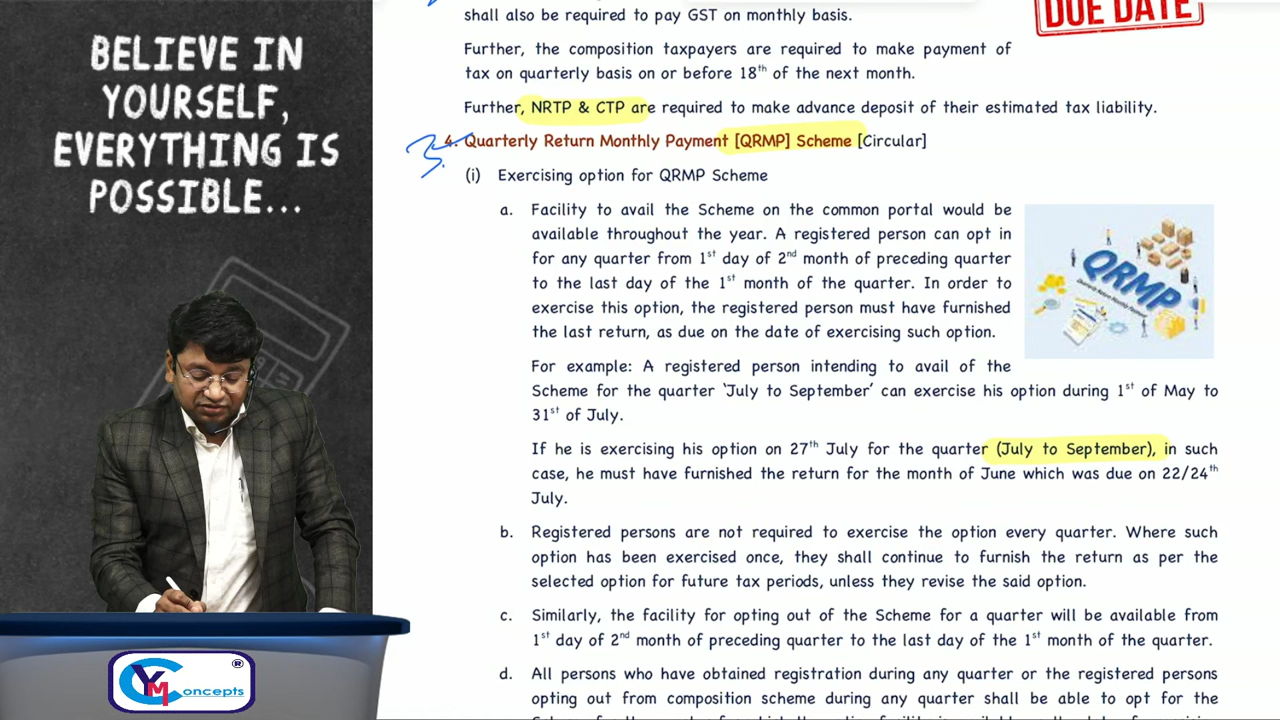 BELIEVE IN
YOURSELF,
EVERYTHING IS
POSSIBLE...
shall also be required to pay GST on monthly basis.
DUE DATE
Further, the composition taxpayers are required to make payment of
tax on quarterly basis on or before 18th of the next month.
Further, NRTP & CTP are required to make advance deposit of their estimated tax liability.
3.
4. Quarterly Return Monthly Payment [QRMP] Scheme [Circular]
(i) Exercising option for QRMP Scheme
a. Facility to avail the Scheme on the common portal would be
available throughout the year. A registered person can opt in
for any quarter from 1st day of 2nd month of preceding quarter
to the last day of the 1st month of the quarter. In order to
exercise this option, the registered person must have furnished
the last return, as due on the date of exercising such option.
QRMP
For example: A registered person intending to avail of the
Scheme for the quarter ‘July to September’ can exercise his option during 1st of May to
31st of July.
If he is exercising his option on 27th July for the quarter (July to September), in such
case, he must have furnished the return for the month of June which was due on 22/24th
July.
b. Registered persons are not required to exercise the option every quarter. Where such
option has been exercised once, they shall continue to furnish the return as per the
selected option for future tax periods, unless they revise the said option.
c. Similarly, the facility for opting out of the Scheme for a quarter will be available from
1st day of 2nd month of preceding quarter to the last day of the 1st month of the quarter.
d. All persons who have obtained registration during any quarter or the registered persons
opting out from composition scheme during any quarter shall be able to opt for the
CYM oncepts ®